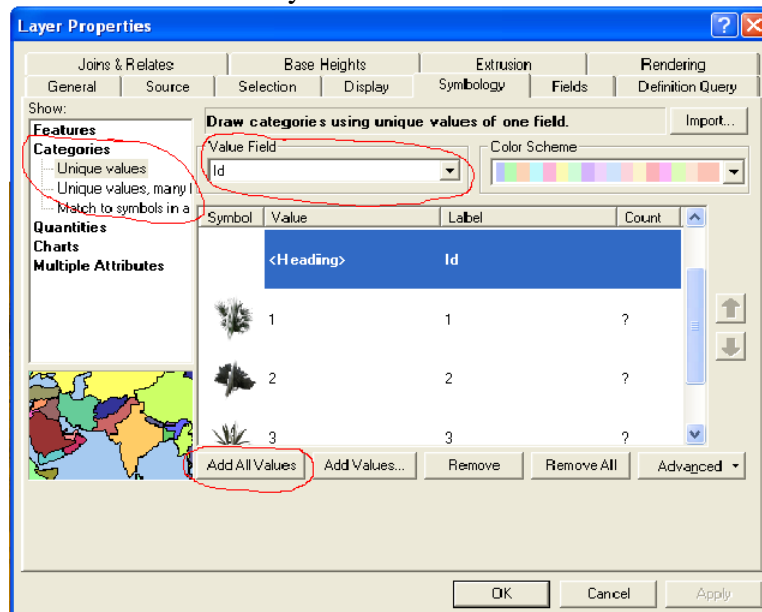 Layer Properties
Joins & Relates Base Heights Extrusion Rendering
General Source Selection Display Symbology Fields Definition Query
Show:
Features
Categories
Unique values
Unique values, many l
Match to symbols in a
Quantities
Charts
Multiple Attributes
Draw categories using unique values of one field.
Import...
Value Field
Id
Color Scheme
Symbol Value Label Count
<Heading> Id
1 1 ?
2 2 ?
3 3 ?
Add All Values Add Values... Remove Remove All Advanced
OK Cancel Apply